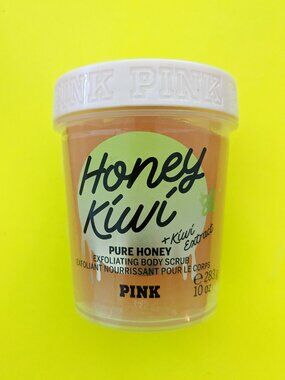 PINK PINK
Honey
Kiwi
+ Kiwi
Extract
PURE HONEY
EXFOLIATING BODY SCRUB
EXFOLIANT NOURRISSANT POUR LE CORPS
PINK
e 283 g
10 oz